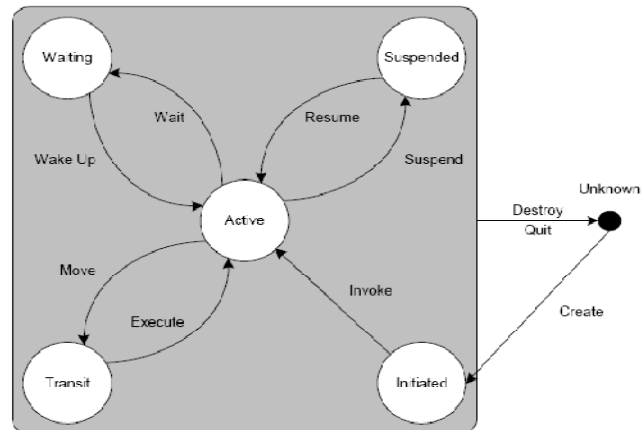 Waiting
Suspended
Wait
Resume
Wake Up
Suspend
Unknown
Active
Destroy
Quit
Move
Invoke
Create
Execute
Transit
Initiated